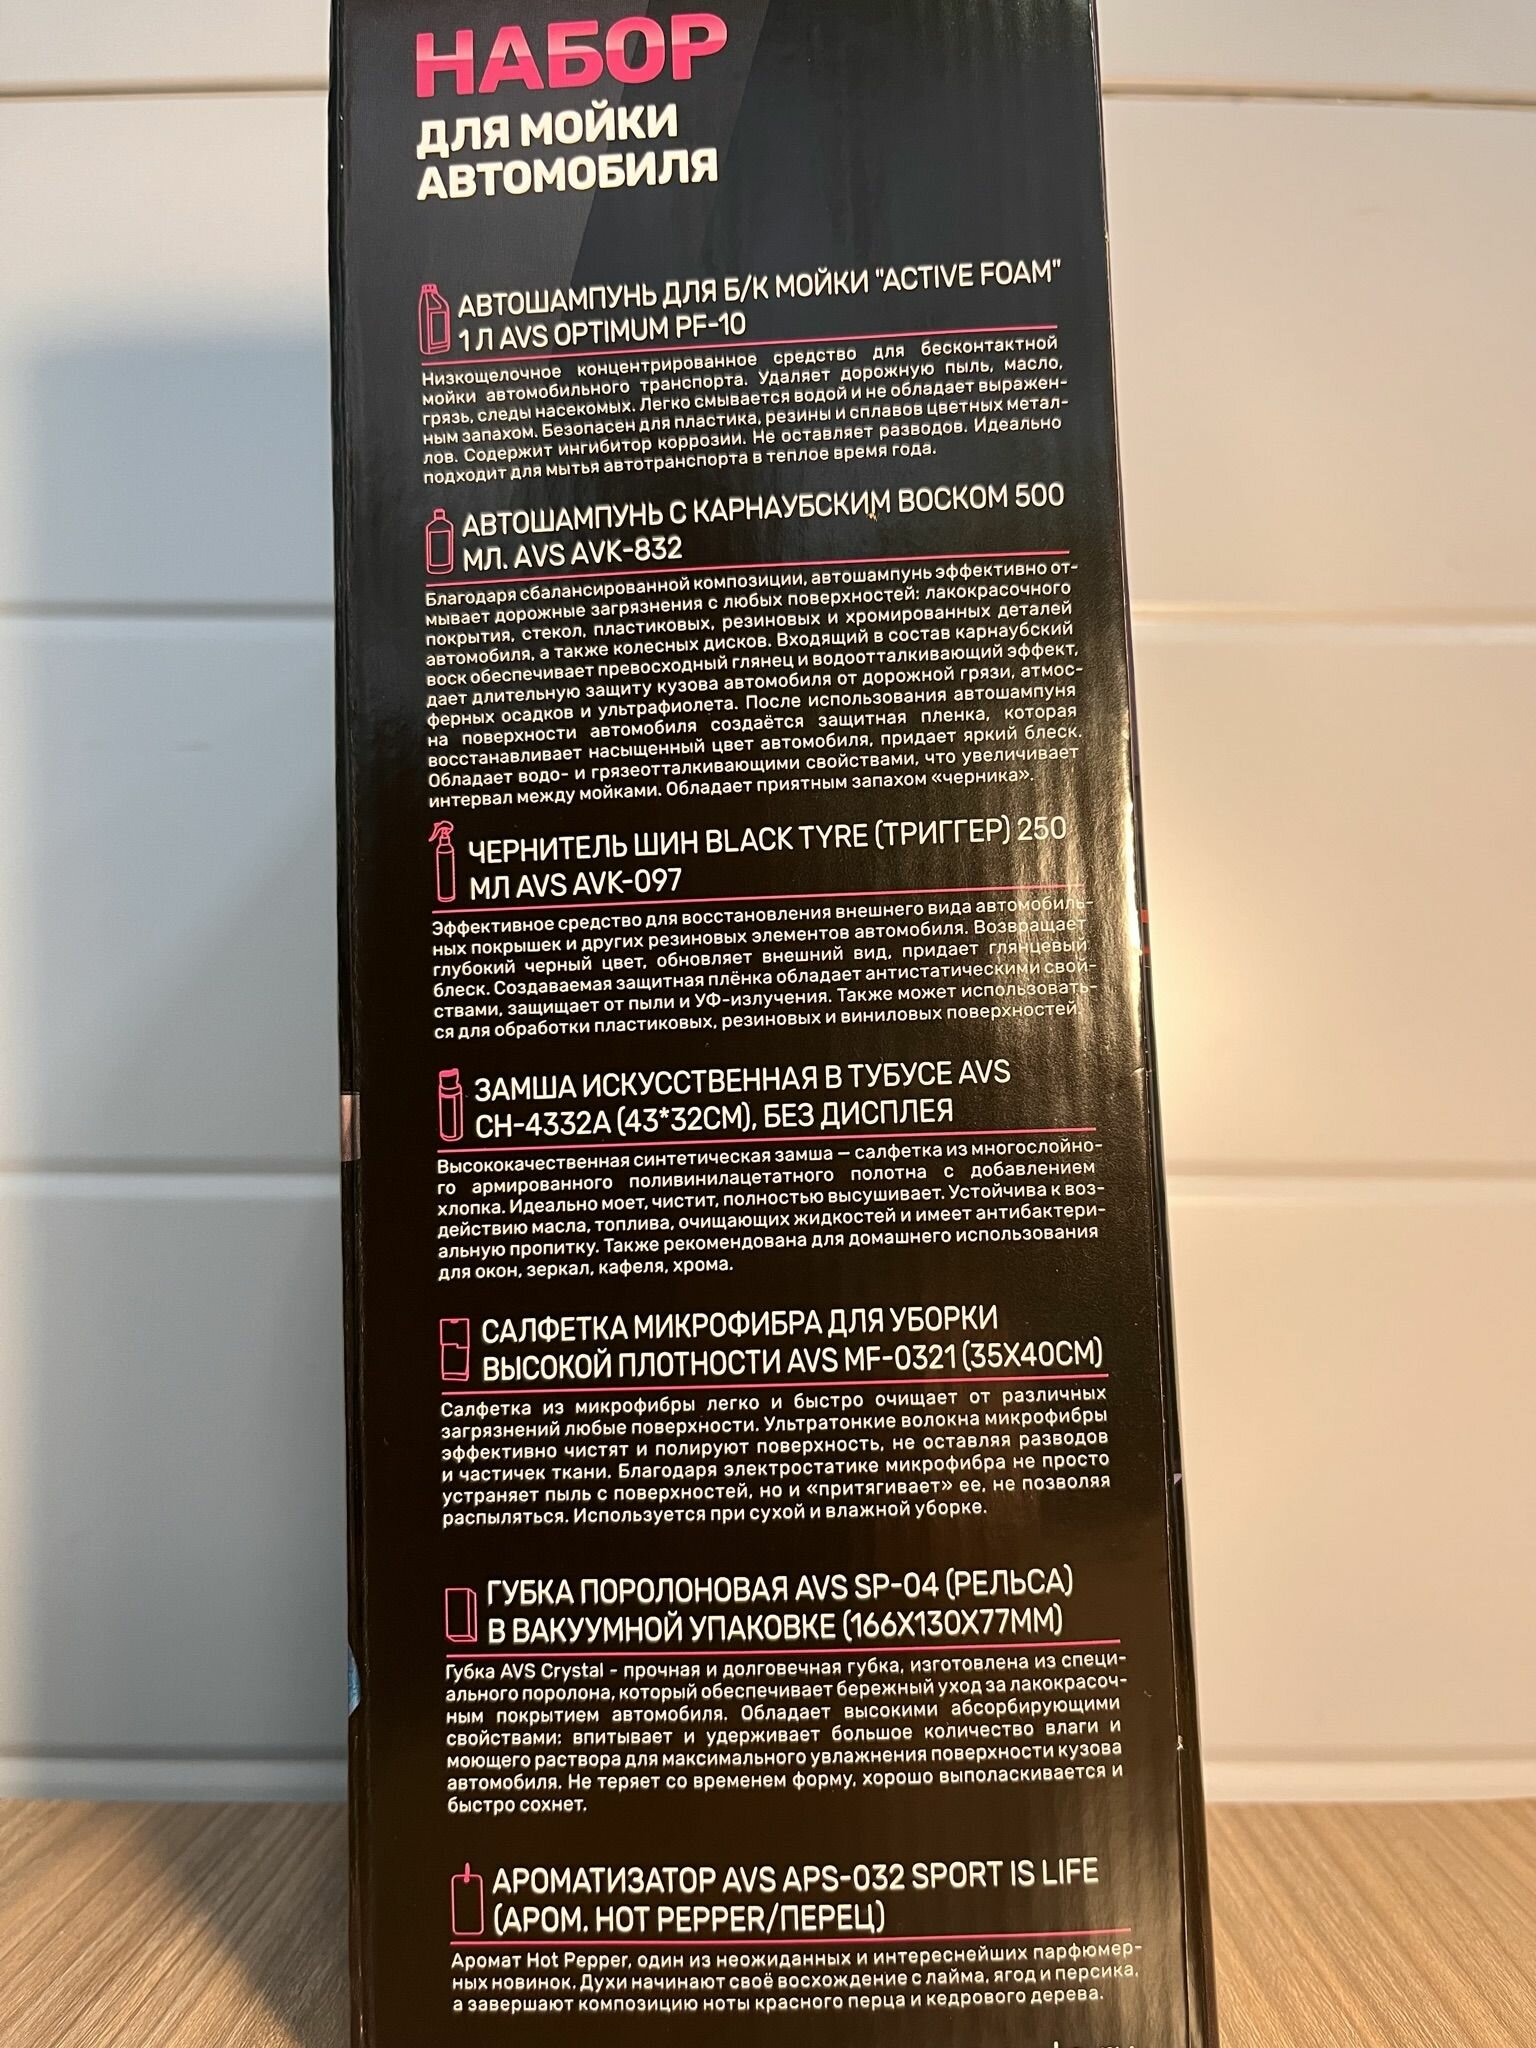 НАБОР
ДЛЯ МОЙКИ
АВТОМОБИЛЯ
АВТОШАМПУНЬ ДЛЯ Б/К МОЙКИ "ACTIVE FOAM"
1 Л AVS OPTIMUM PF-10
Низкощелочное концентрированное средство для бесконтактной
мойки автомобильного транспорта. Удаляет дорожную пыль, масло,
грязь, следы насекомых. Легко смывается водой и не обладает выражен-
ным запахом. Безопасен для пластика, резины и сплавов цветных метал-
лов. Содержит ингибитор коррозии. Не оставляет разводов. Идеально
подходит для мытья автотранспорта в теплое время года.
АВТОШАМПУНЬ С КАРНАУБСКИМ ВОСКОМ 500
МЛ. AVS AVK-832
Благодаря сбалансированной композиции, автошампунь эффективно от-
мывает дорожные загрязнения с любых поверхностей: лакокрасочного
покрытия, стекол, пластиковых, резиновых и хромированных деталей
автомобиля, а также колесных дисков. Входящий в состав карнаубский
воск обеспечивает превосходный глянец и водоотталкивающий эффект,
дает длительную защиту кузова автомобиля от дорожной грязи, атмос-
ферных осадков и ультрафиолета. После использования автошампуня
на поверхности автомобиля создаётся защитная пленка, которая
восстанавливает насыщенный цвет автомобиля, придает яркий блеск.
Обладает водо- и грязеотталкивающими свойствами, что увеличивает
интервал между мойками. Обладает приятным запахом «черника».
ЧЕРНИТЕЛЬ ШИН BLACK TYRE (ТРИГГЕР) 250
МЛ AVS AVK-097
Эффективное средство для восстановления внешнего вида автомобиль-
ных покрышек и других резиновых элементов автомобиля. Возвращает
глубокий черный цвет, обновляет внешний вид, придает глянцевый
блеск. Создаваемая защитная плёнка обладает антистатическими свой-
ствами, защищает от пыли и УФ-излучения. Также может использовать-
ся для обработки пластиковых, резиновых и виниловых поверхностей.
ЗАМША ИСКУССТВЕННАЯ В ТУБУСЕ AVS
CH-4332A (43*32СМ), БЕЗ ДИСПЛЕЯ
Высококачественная синтетическая замша – салфетка из многослойно-
го армированного поливинилацетатного полотна с добавлением
хлопка. Идеально моет, чистит, полностью высушивает. Устойчива к воз-
действию масла, топлива, очищающих жидкостей и имеет антибактери-
альную пропитку. Также рекомендована для домашнего использования
для окон, зеркал, кафеля, хрома.
САЛФЕТКА МИКРОФИБРА ДЛЯ УБОРКИ
ВЫСОКОЙ ПЛОТНОСТИ AVS MF-0321 (35Х40СМ)
Салфетка из микрофибры легко и быстро очищает от различных
загрязнений любые поверхности. Ультратонкие волокна микрофибры
эффективно чистят и полируют поверхность, не оставляя разводов
и частичек ткани. Благодаря электростатике микрофибра не просто
устраняет пыль с поверхностей, но и «притягивает» ее, не позволяя
распыляться. Используется при сухой и влажной уборке.
ГУБКА ПОРОЛОНОВАЯ AVS SP-04 (РЕЛЬСА)
В ВАКУУМНОЙ УПАКОВКЕ (166Х130Х77ММ)
Губка AVS Crystal - прочная и долговечная губка, изготовлена из специ-
ального поролона, который обеспечивает бережный уход за лакокрасоч-
ным покрытием автомобиля. Обладает высокими абсорбирующими
свойствами: впитывает и удерживает большое количество влаги и
моющего раствора для максимального увлажнения поверхности кузова
автомобиля. Не теряет со временем форму, хорошо выполаскивается и
быстро сохнет.
АРОМАТИЗАТОР AVS APS-032 SPORT IS LIFE
(АРОМ. HOT PEPPER/ПЕРЕЦ)
Аромат Hot Pepper, один из неожиданных и интереснейших парфюмер-
ных новинок. Духи начинают своё восхождение с лайма, ягод и персика,
а завершают композицию ноты красного перца и кедрового дерева.